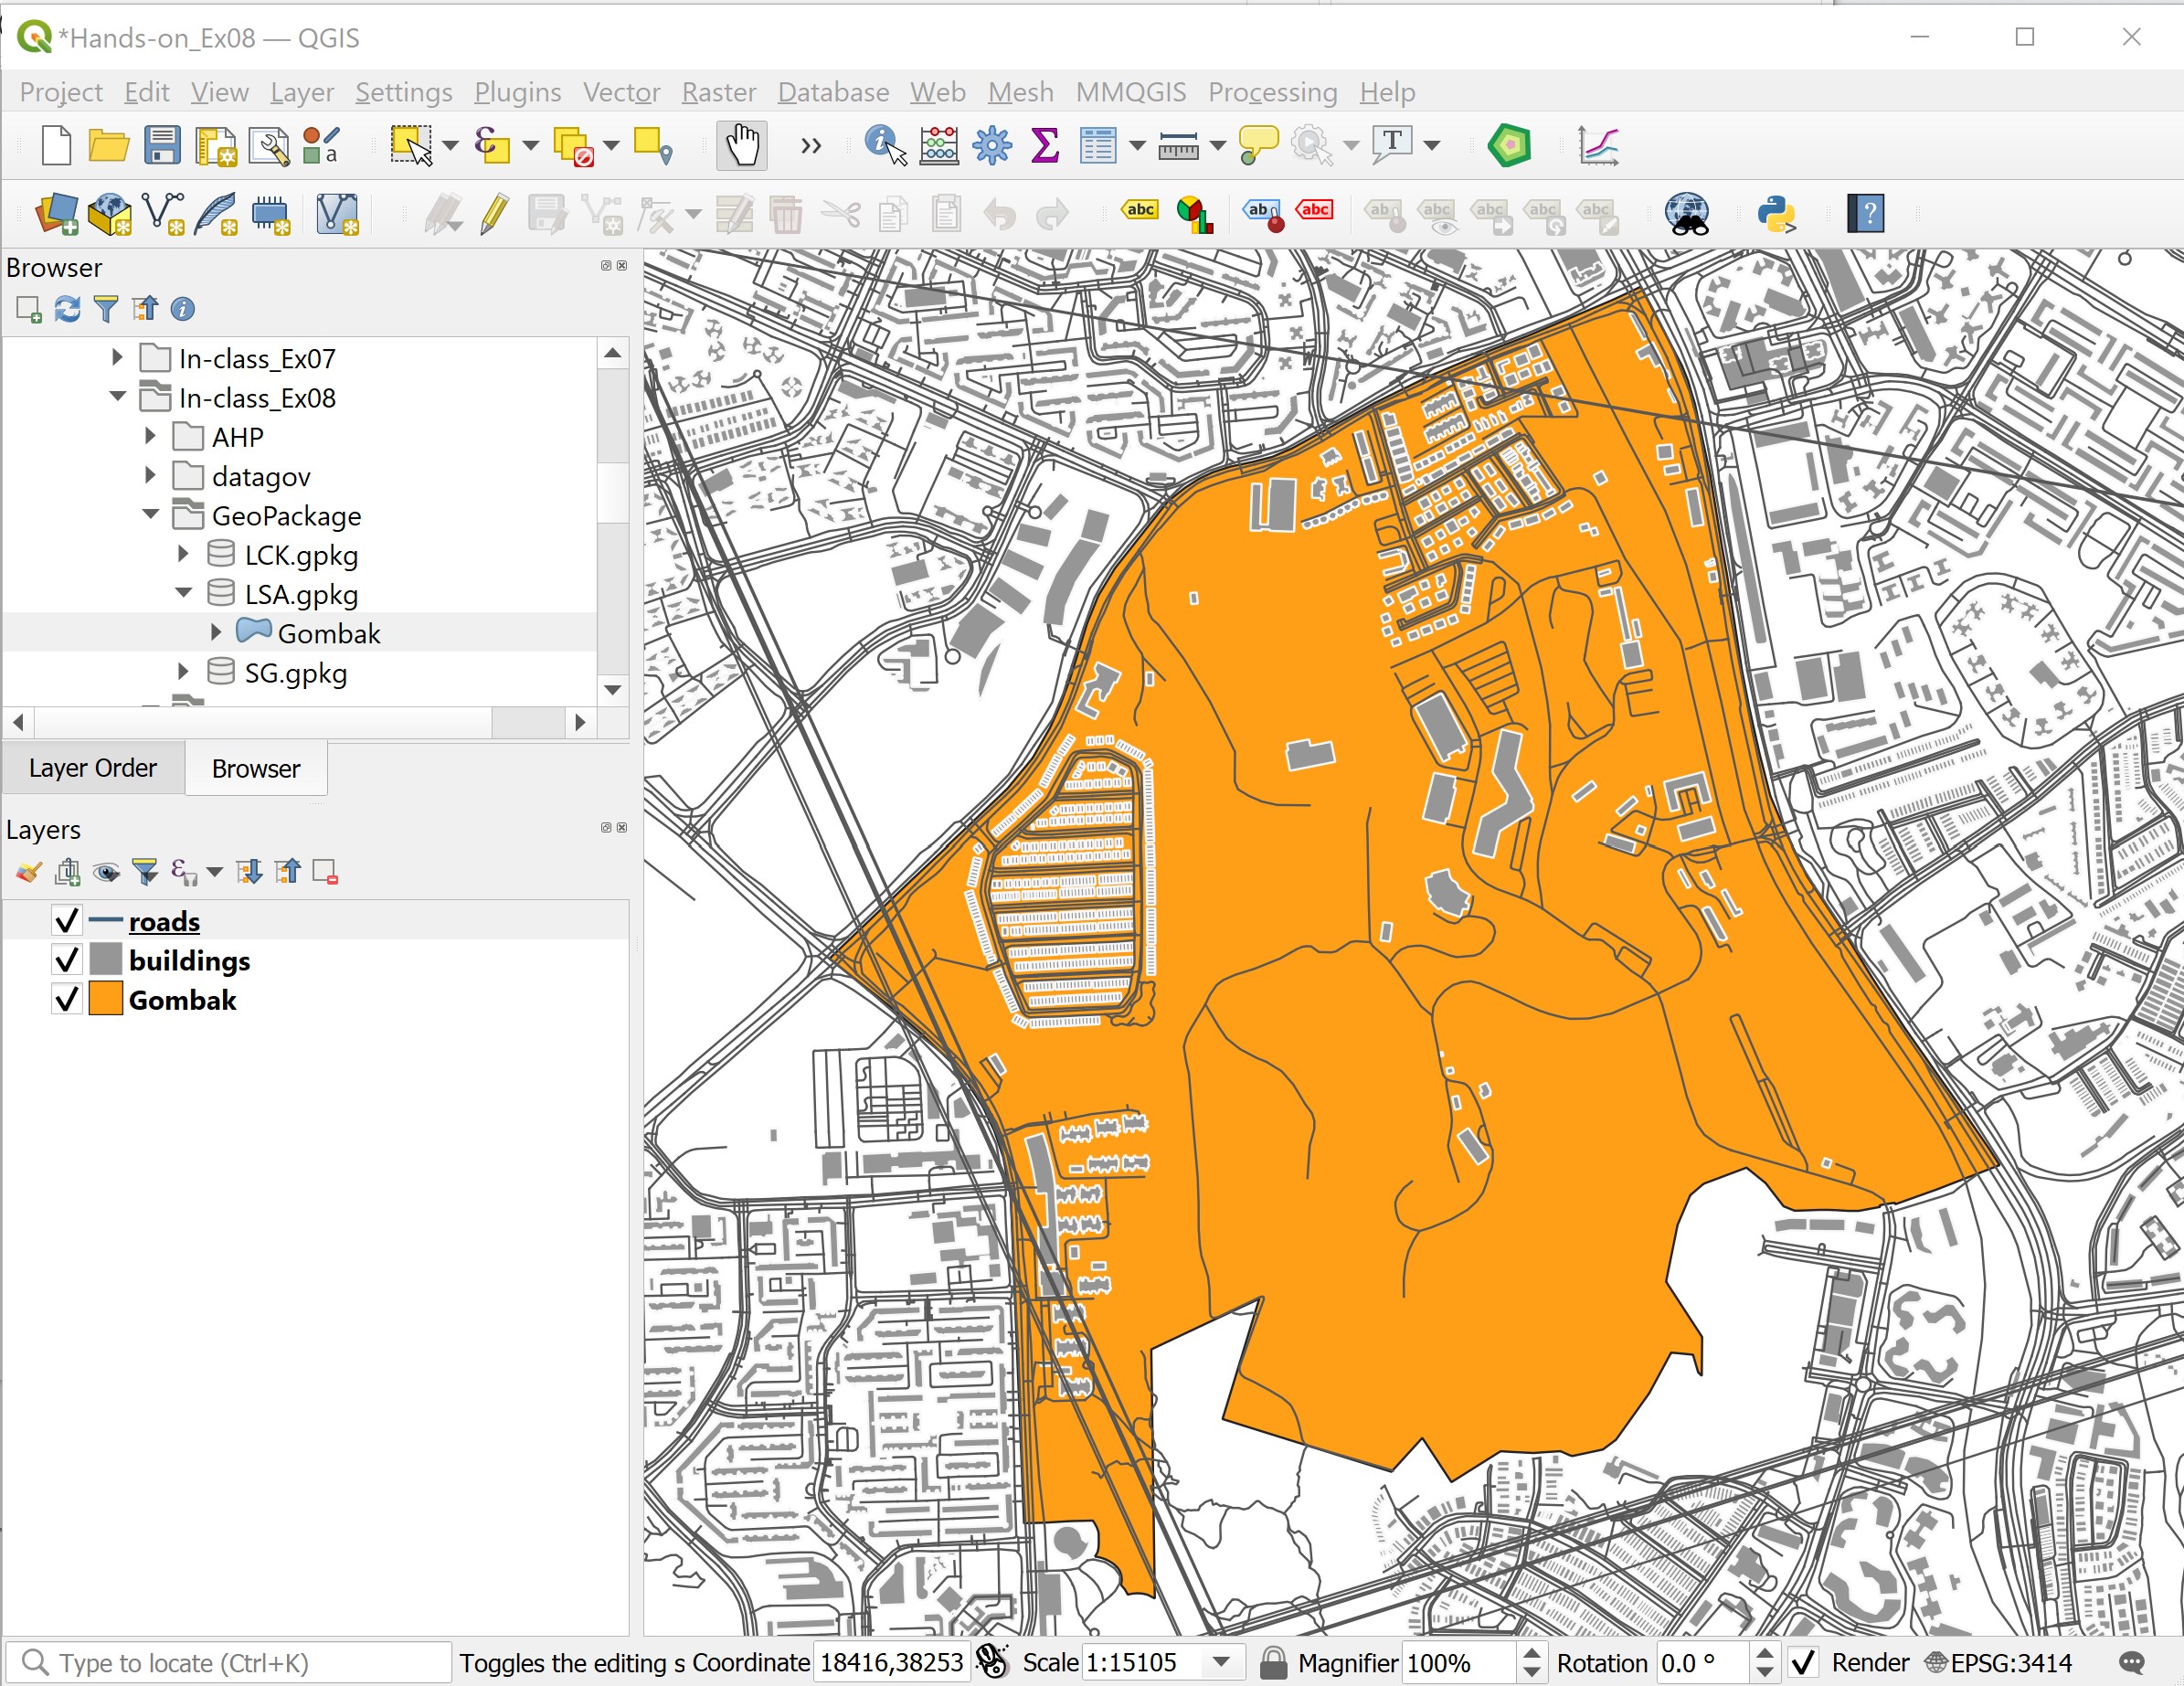 *Hands-on_Ex08 — QGIS
Project Edit View Layer Settings Plugins Vector Raster Database Web Mesh MMQGIS Processing Help
Browser
In-class_Ex07
In-class_Ex08
AHP
datagov
GeoPackage
LCK.gpkg
LSA.gpkg
Gombak
SG.gpkg
Layer Order Browser
Layers
roads
buildings
Gombak
Type to locate (Ctrl+K) Toggles the editing s Coordinate 18416,38253 Scale 1:15105 Magnifier 100% Rotation 0.0 ° Render EPSG:3414